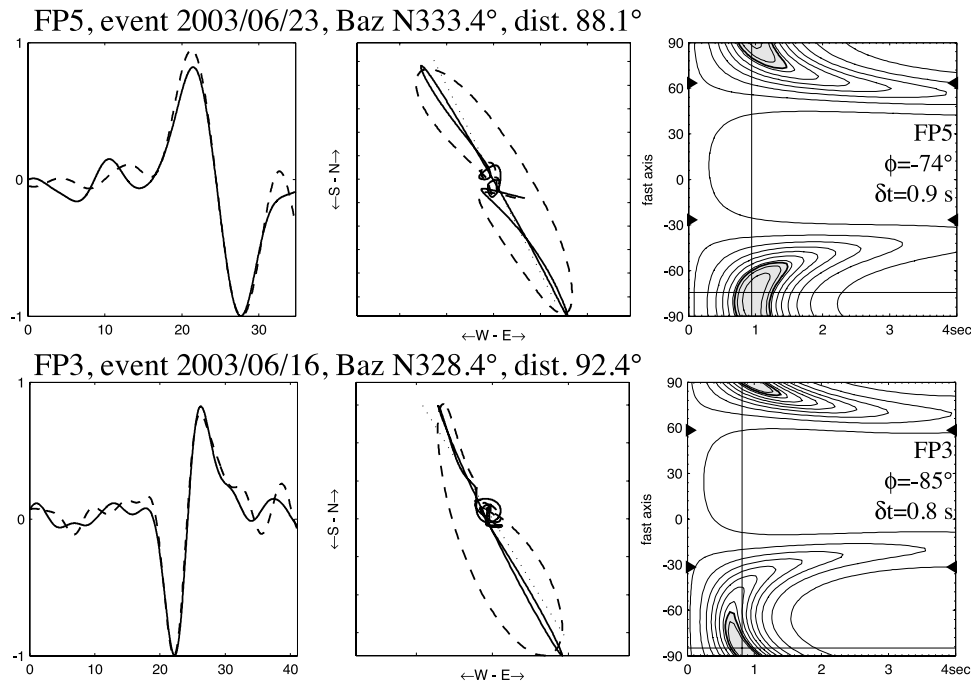 FP5, event 2003/06/23, Baz N333.4°, dist. 88.1°
1
0
-1
0 10 20 30
←S - N→
←W - E→
fast axis
90
60
30
0
-30
-60
-90
0 1 2 3 4sec
FP5
ϕ=-74°
δt=0.9 s
FP3, event 2003/06/16, Baz N328.4°, dist. 92.4°
1
0
-1
0 10 20 30 40
←S - N→
←W - E→
fast axis
90
60
30
0
-30
-60
-90
0 1 2 3 4sec
FP3
ϕ=-85°
δt=0.8 s